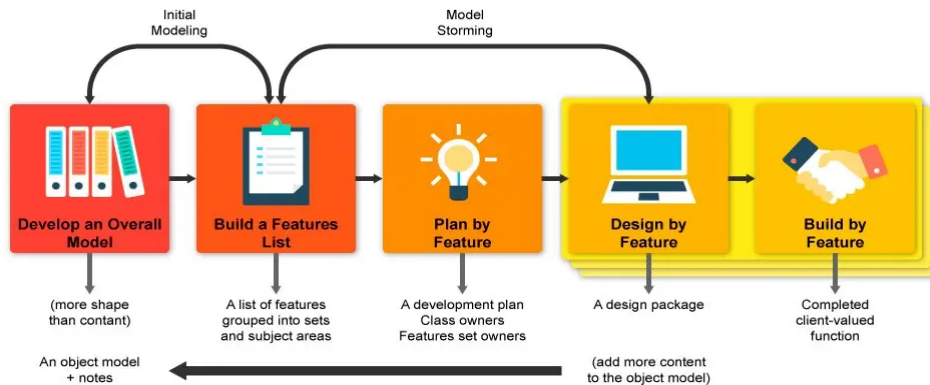 Initial
Modeling
Model
Storming
Develop an Overall
Model
Build a Features
List
Plan by
Feature
Design by
Feature
Build by
Feature
(more shape
than contant)
A list of features
grouped into sets
and subject areas
A development plan
Class owners
Features set owners
A design package
Completed
client-valued
function
An object model
+ notes
(add more content
to the object model)